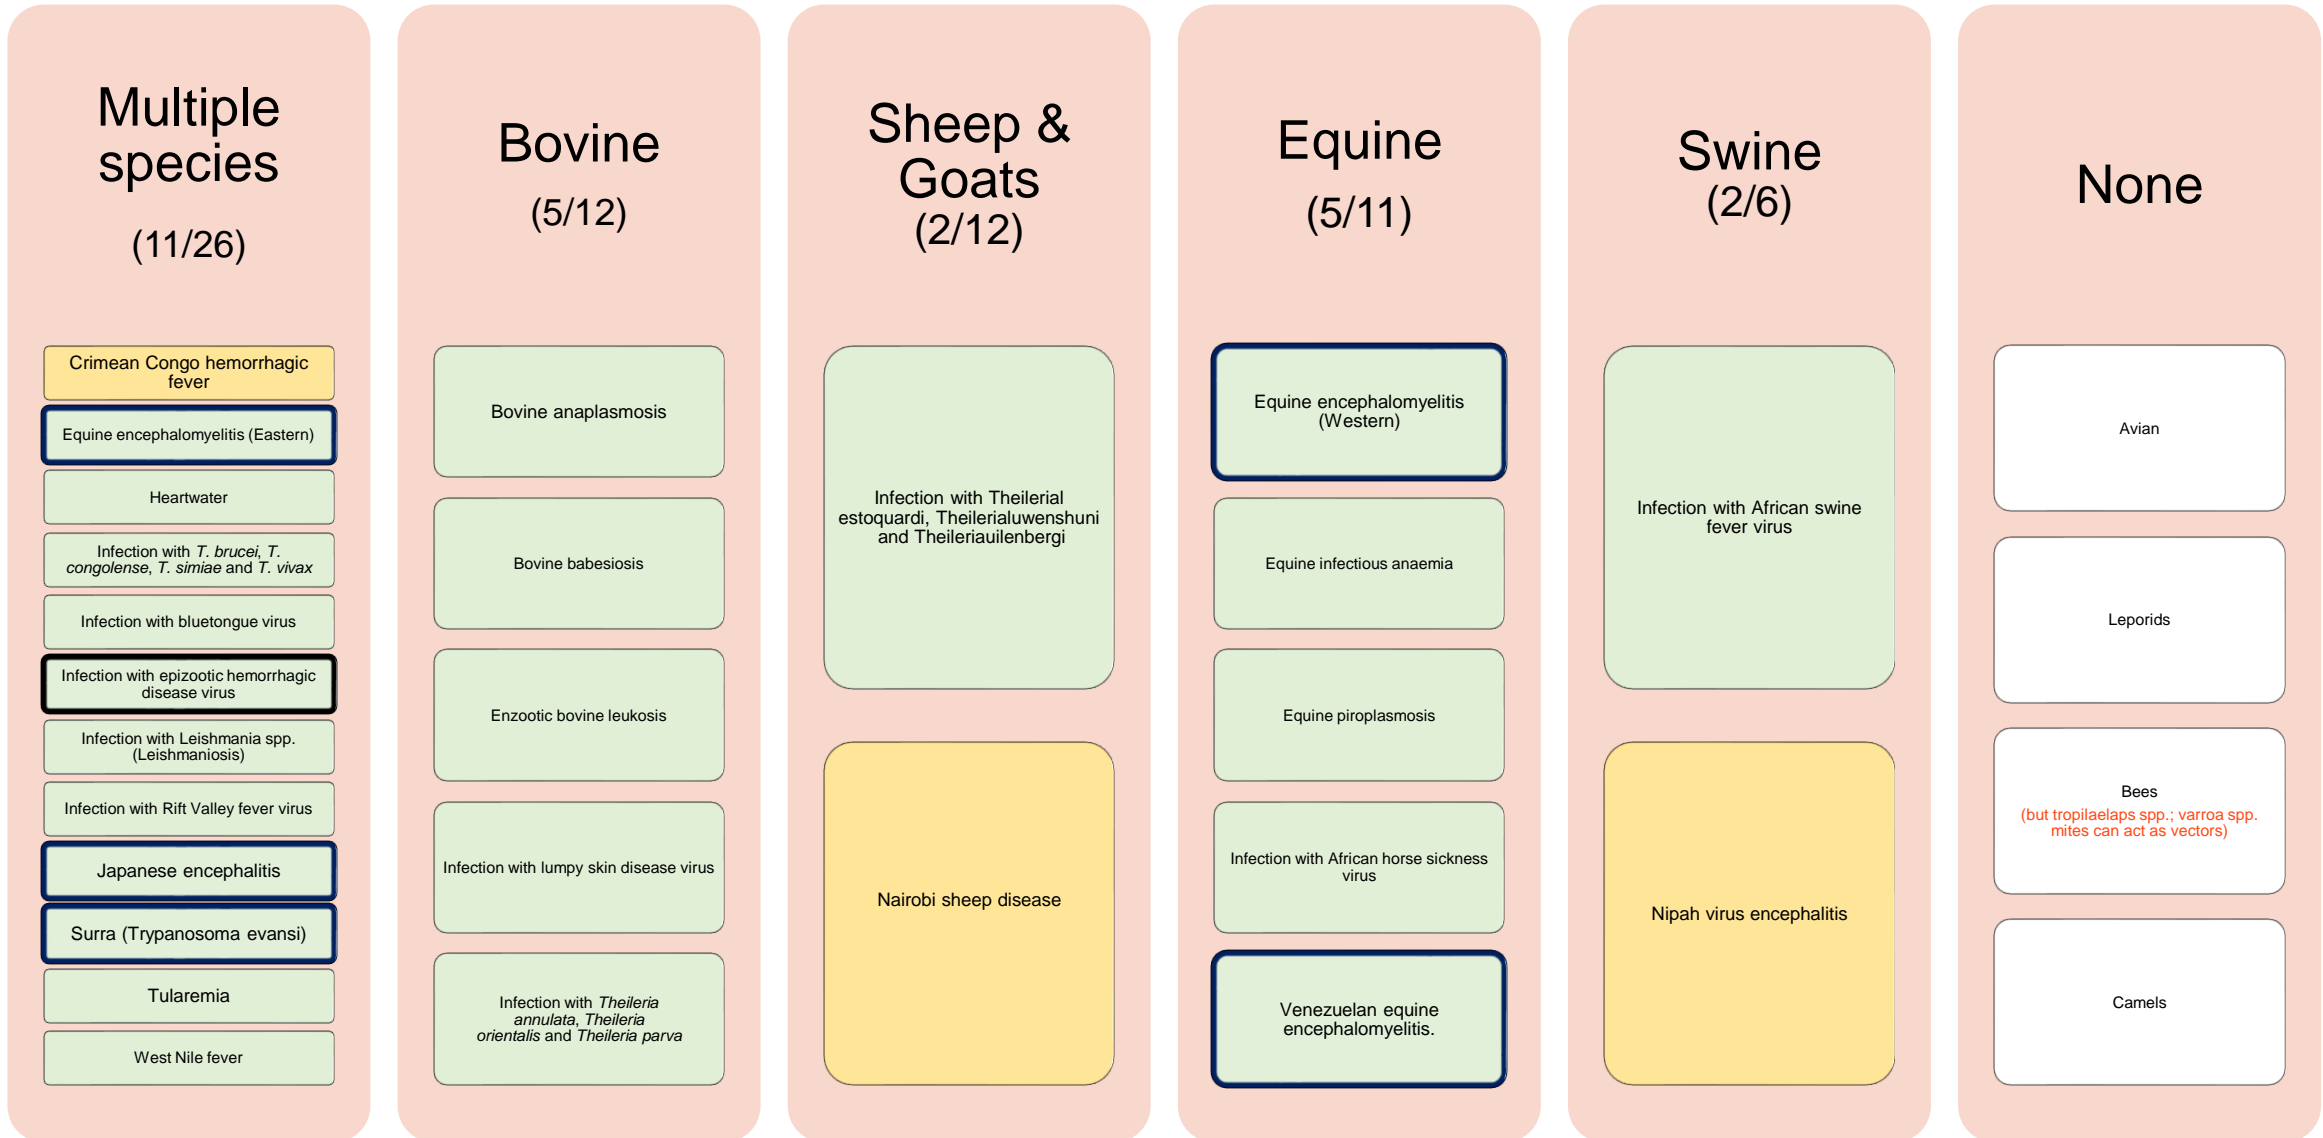 Multiple
species
(11/26)
Crimean Congo hemorrhagic
fever
Equine encephalomyelitis (Eastern)
Heartwater
Infection with T. brucei, T.
congolense, T. simiae and T. vivax
Infection with bluetongue virus
Infection with epizootic hemorrhagic
disease virus
Infection with Leishmania spp.
(Leishmaniosis)
Infection with Rift Valley fever virus
Japanese encephalitis
Surra (Trypanosoma evansi)
Tularemia
West Nile fever
Bovine
(5/12)
Bovine anaplasmosis
Bovine babesiosis
Enzootic bovine leukosis
Infection with lumpy skin disease virus
Infection with Theileria
annulata, Theileria
orientalis and Theileria parva
Sheep &
Goats
(2/12)
Infection with Theilerial
estoquardi, Theilerialuwenshuni
and Theileriauilenbergi
Nairobi sheep disease
Equine
(5/11)
Equine encephalomyelitis
(Western)
Equine infectious anaemia
Equine piroplasmosis
Infection with African horse sickness
virus
Venezuelan equine
encephalomyelitis.
Swine
(2/6)
Infection with African swine
fever virus
Nipah virus encephalitis
None
Avian
Leporids
Bees
(but tropilaelaps spp.; varroa spp.
mites can act as vectors)
Camels